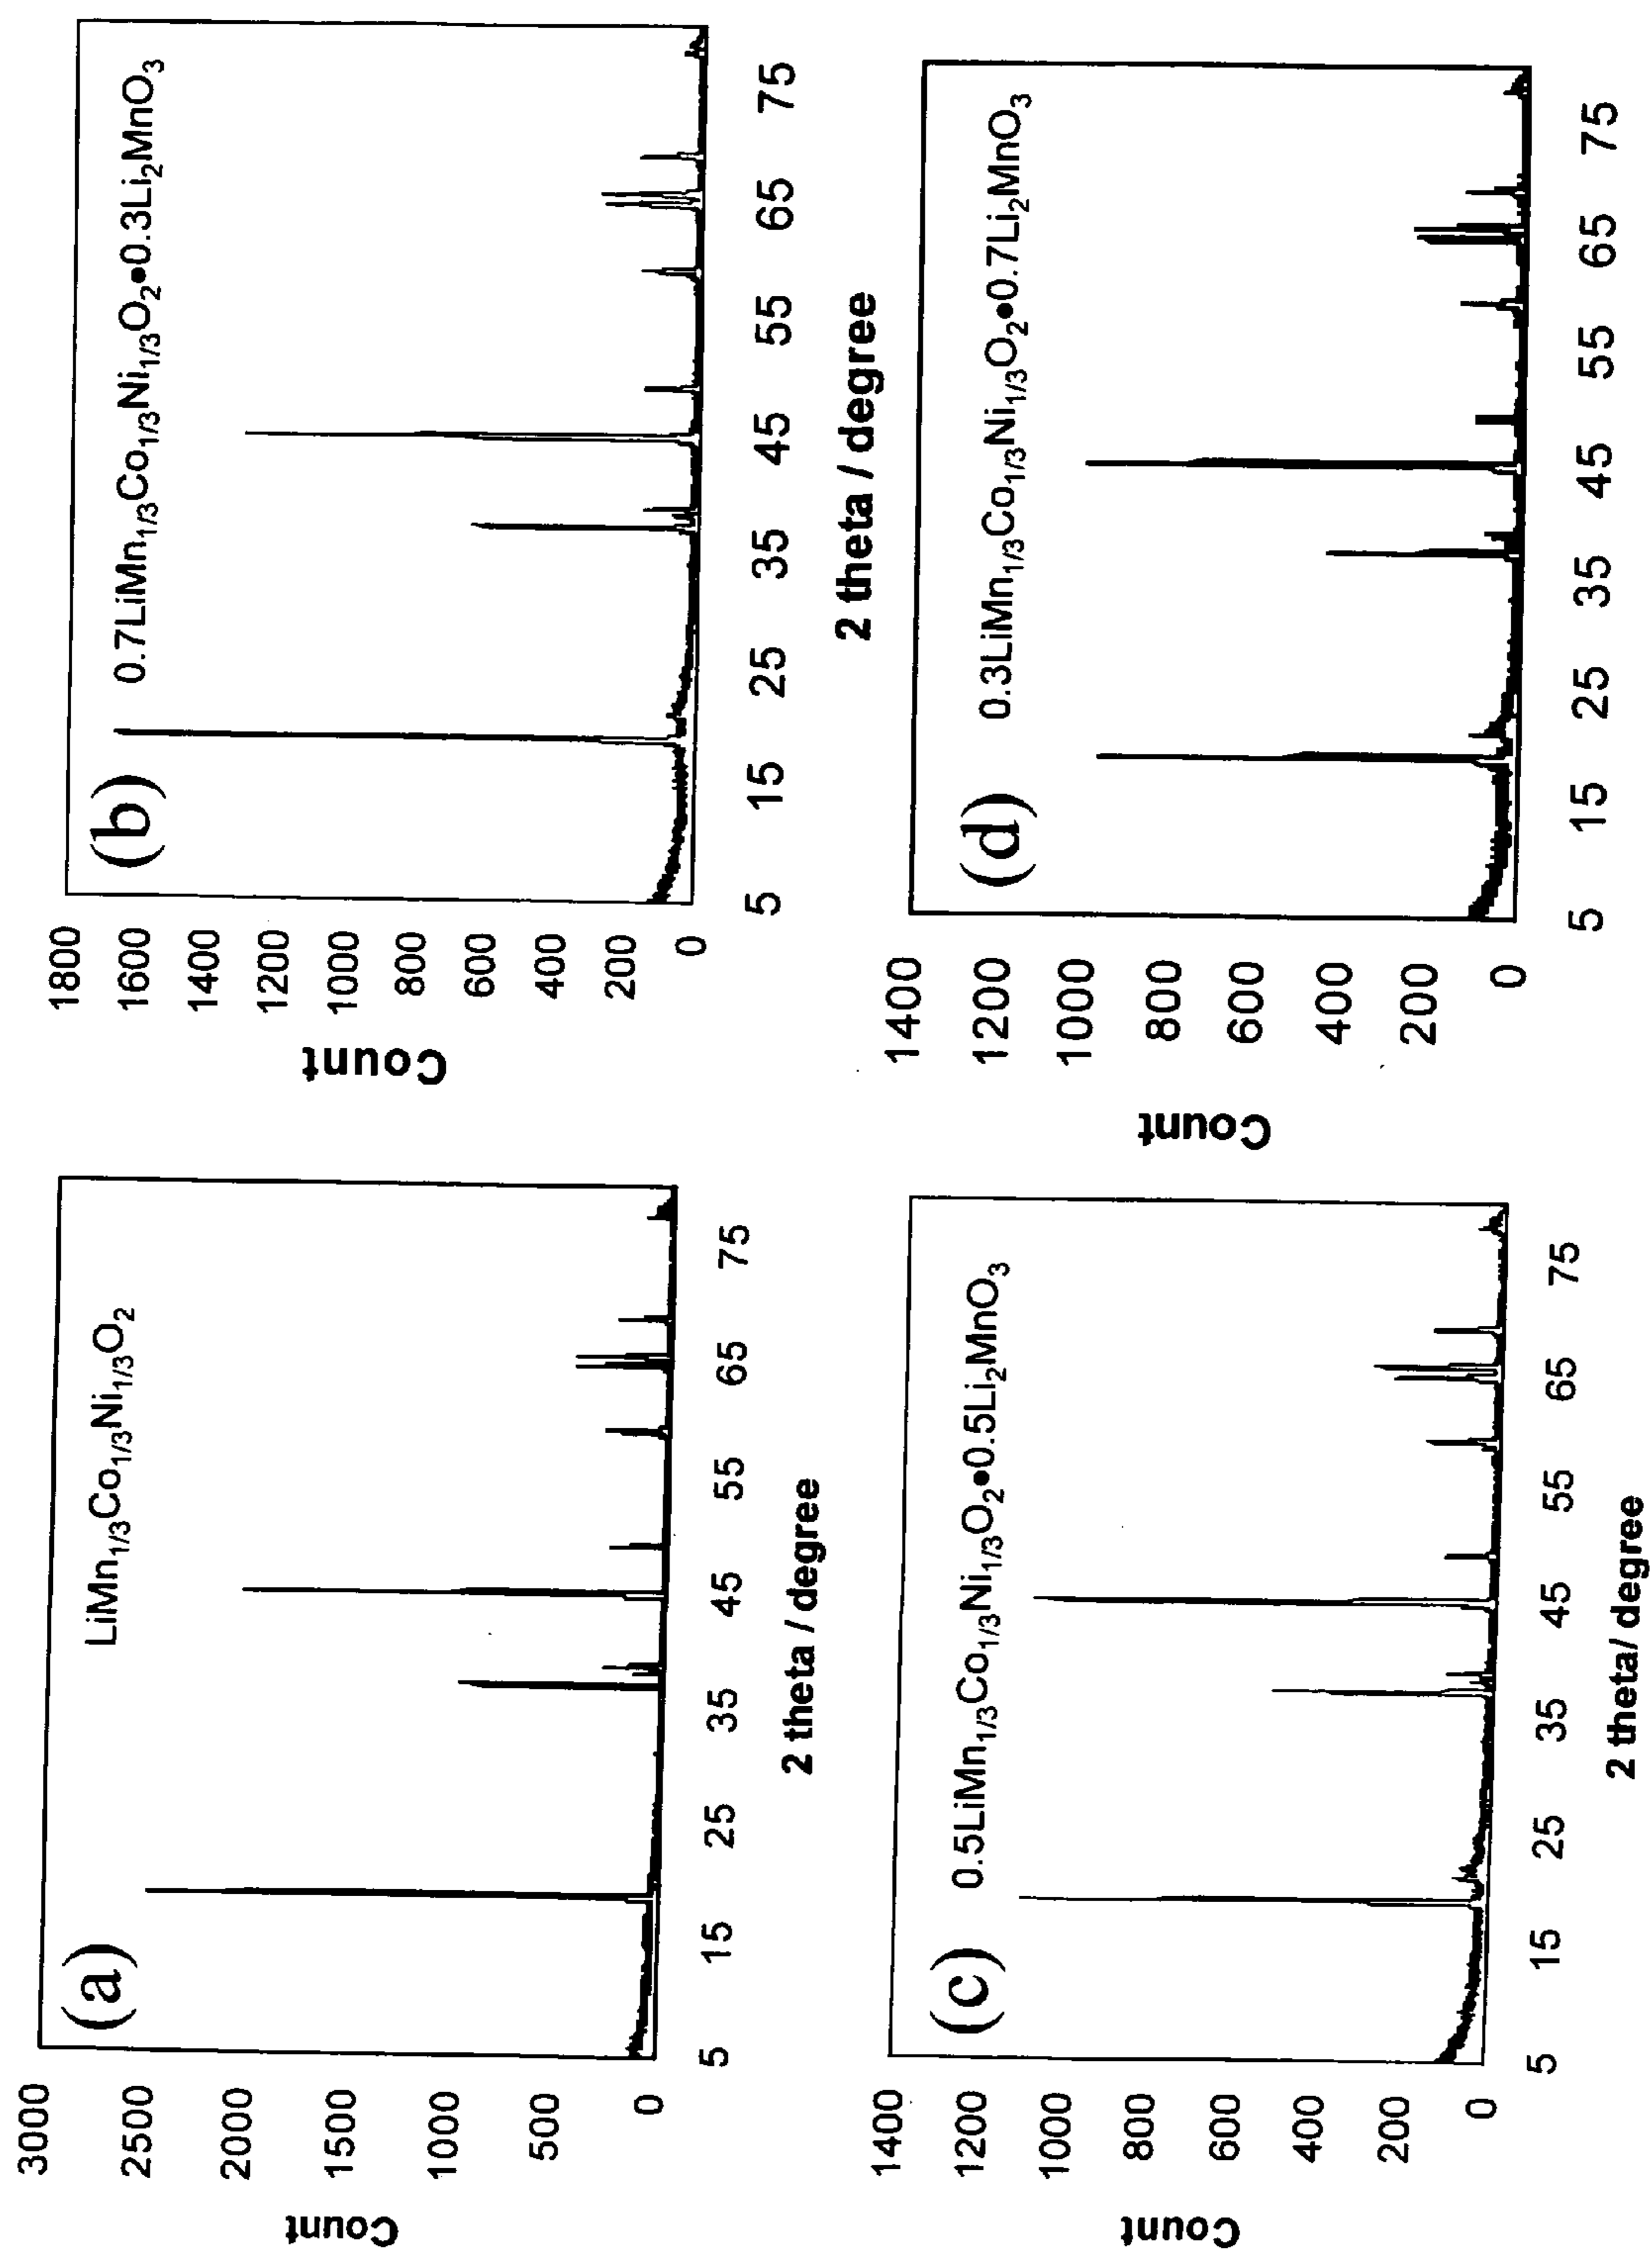 (a)
LiMn1/3Co1/3Ni1/3O2
3000
2500
2000
1500
1000
500
0
Count
5 15 25 35 45 55 65 75
2 theta / degree
(b)
0.7LiMn1/3Co1/3Ni1/3O2●0.3Li2MnO3
1800
1600
1400
1200
1000
800
600
400
200
0
Count
5 15 25 35 45 55 65 75
2 theta / degree
(c)
0.5LiMn1/3Co1/3Ni1/3O2●0.5Li2MnO3
1400
1200
1000
800
600
400
200
0
Count
5 15 25 35 45 55 65 75
2 theta/ degree
(d)
0.3LiMn1/3Co1/3Ni1/3O2●0.7Li2MnO3
1400
1200
1000
800
600
400
200
0
Count
5 15 25 35 45 55 65 75